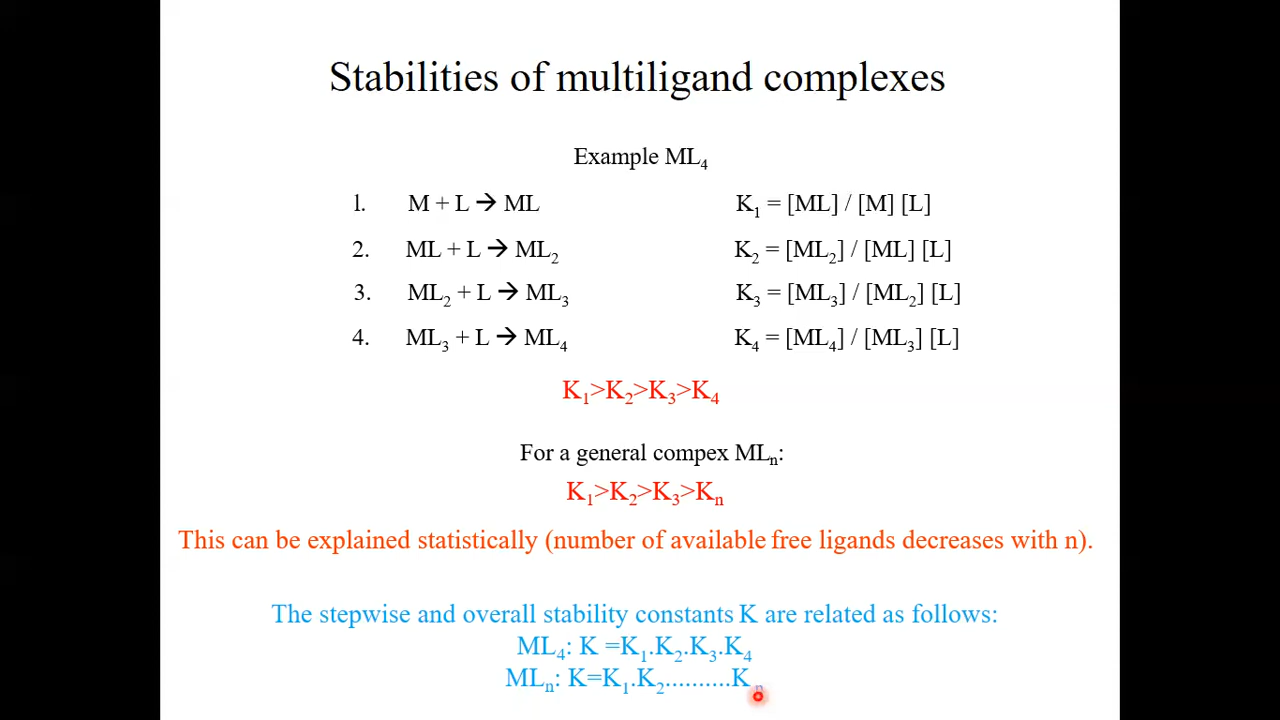 Stabilities of multiligand complexes
Example ML₄
1. M + L → ML K₁ = [ML] / [M] [L]
2. ML + L → ML₂ K₂ = [ML₂] / [ML] [L]
3. ML₂ + L → ML₃ K₃ = [ML₃] / [ML₂] [L]
4. ML₃ + L → ML₄ K₄ = [ML₄] / [ML₃] [L]
K₁>K₂>K₃>K₄
For a general compex MLₙ:
K₁>K₂>K₃>Kₙ
This can be explained statistically (number of available free ligands decreases with n).
The stepwise and overall stability constants K are related as follows:
ML₄: K =K₁.K₂.K₃.K₄
MLₙ: K=K₁.K₂..........Kₙ